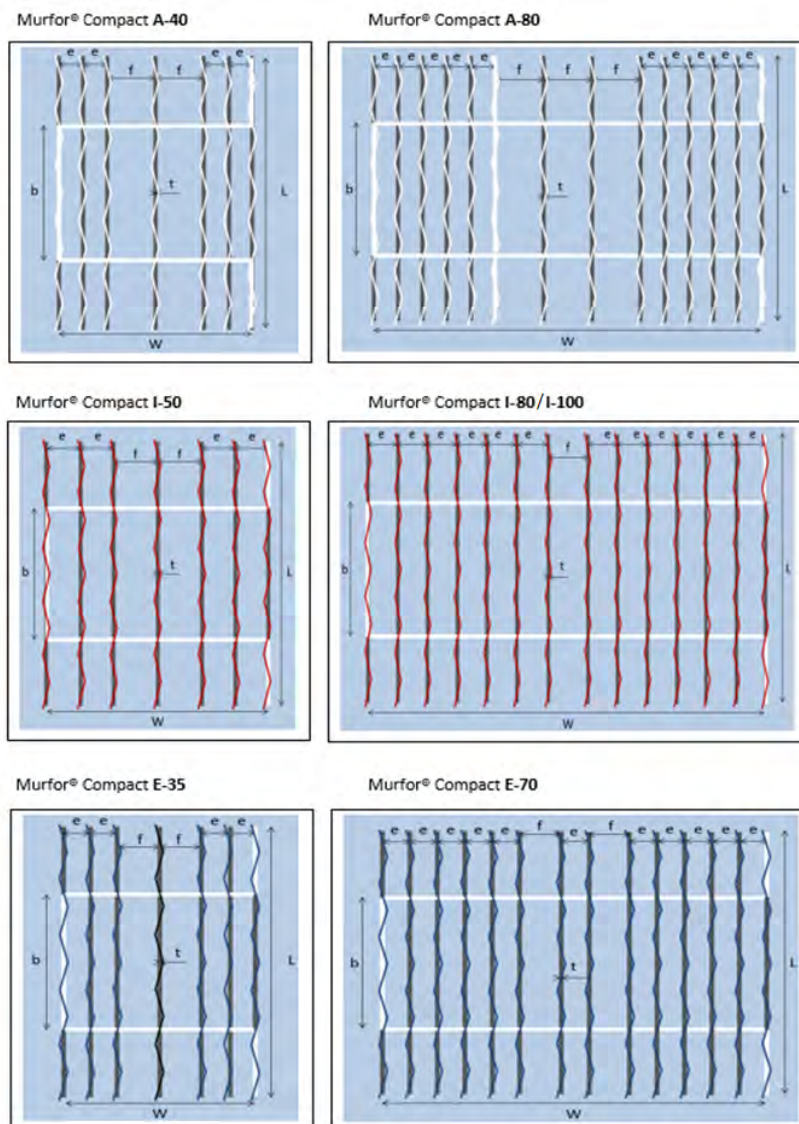 Murfor® Compact A-40
e e f f e e
b t L
W
Murfor® Compact A-80
e e e e e f f f e e e e e
b t L
W
Murfor® Compact I-50
e e f f e e
b t L
W
Murfor® Compact I-80/I-100
e e e e e e f e e e e e e
b t L
W
Murfor® Compact E-35
e e f f e e
b t L
W
Murfor® Compact E-70
e e e e e f e f e e e e e
b t L
W